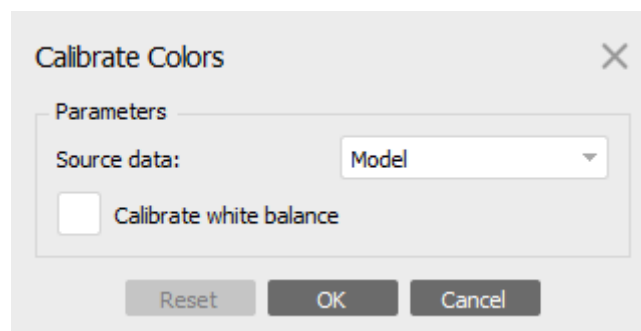 Calibrate Colors
Parameters
Source data: Model
Calibrate white balance
Reset OK Cancel